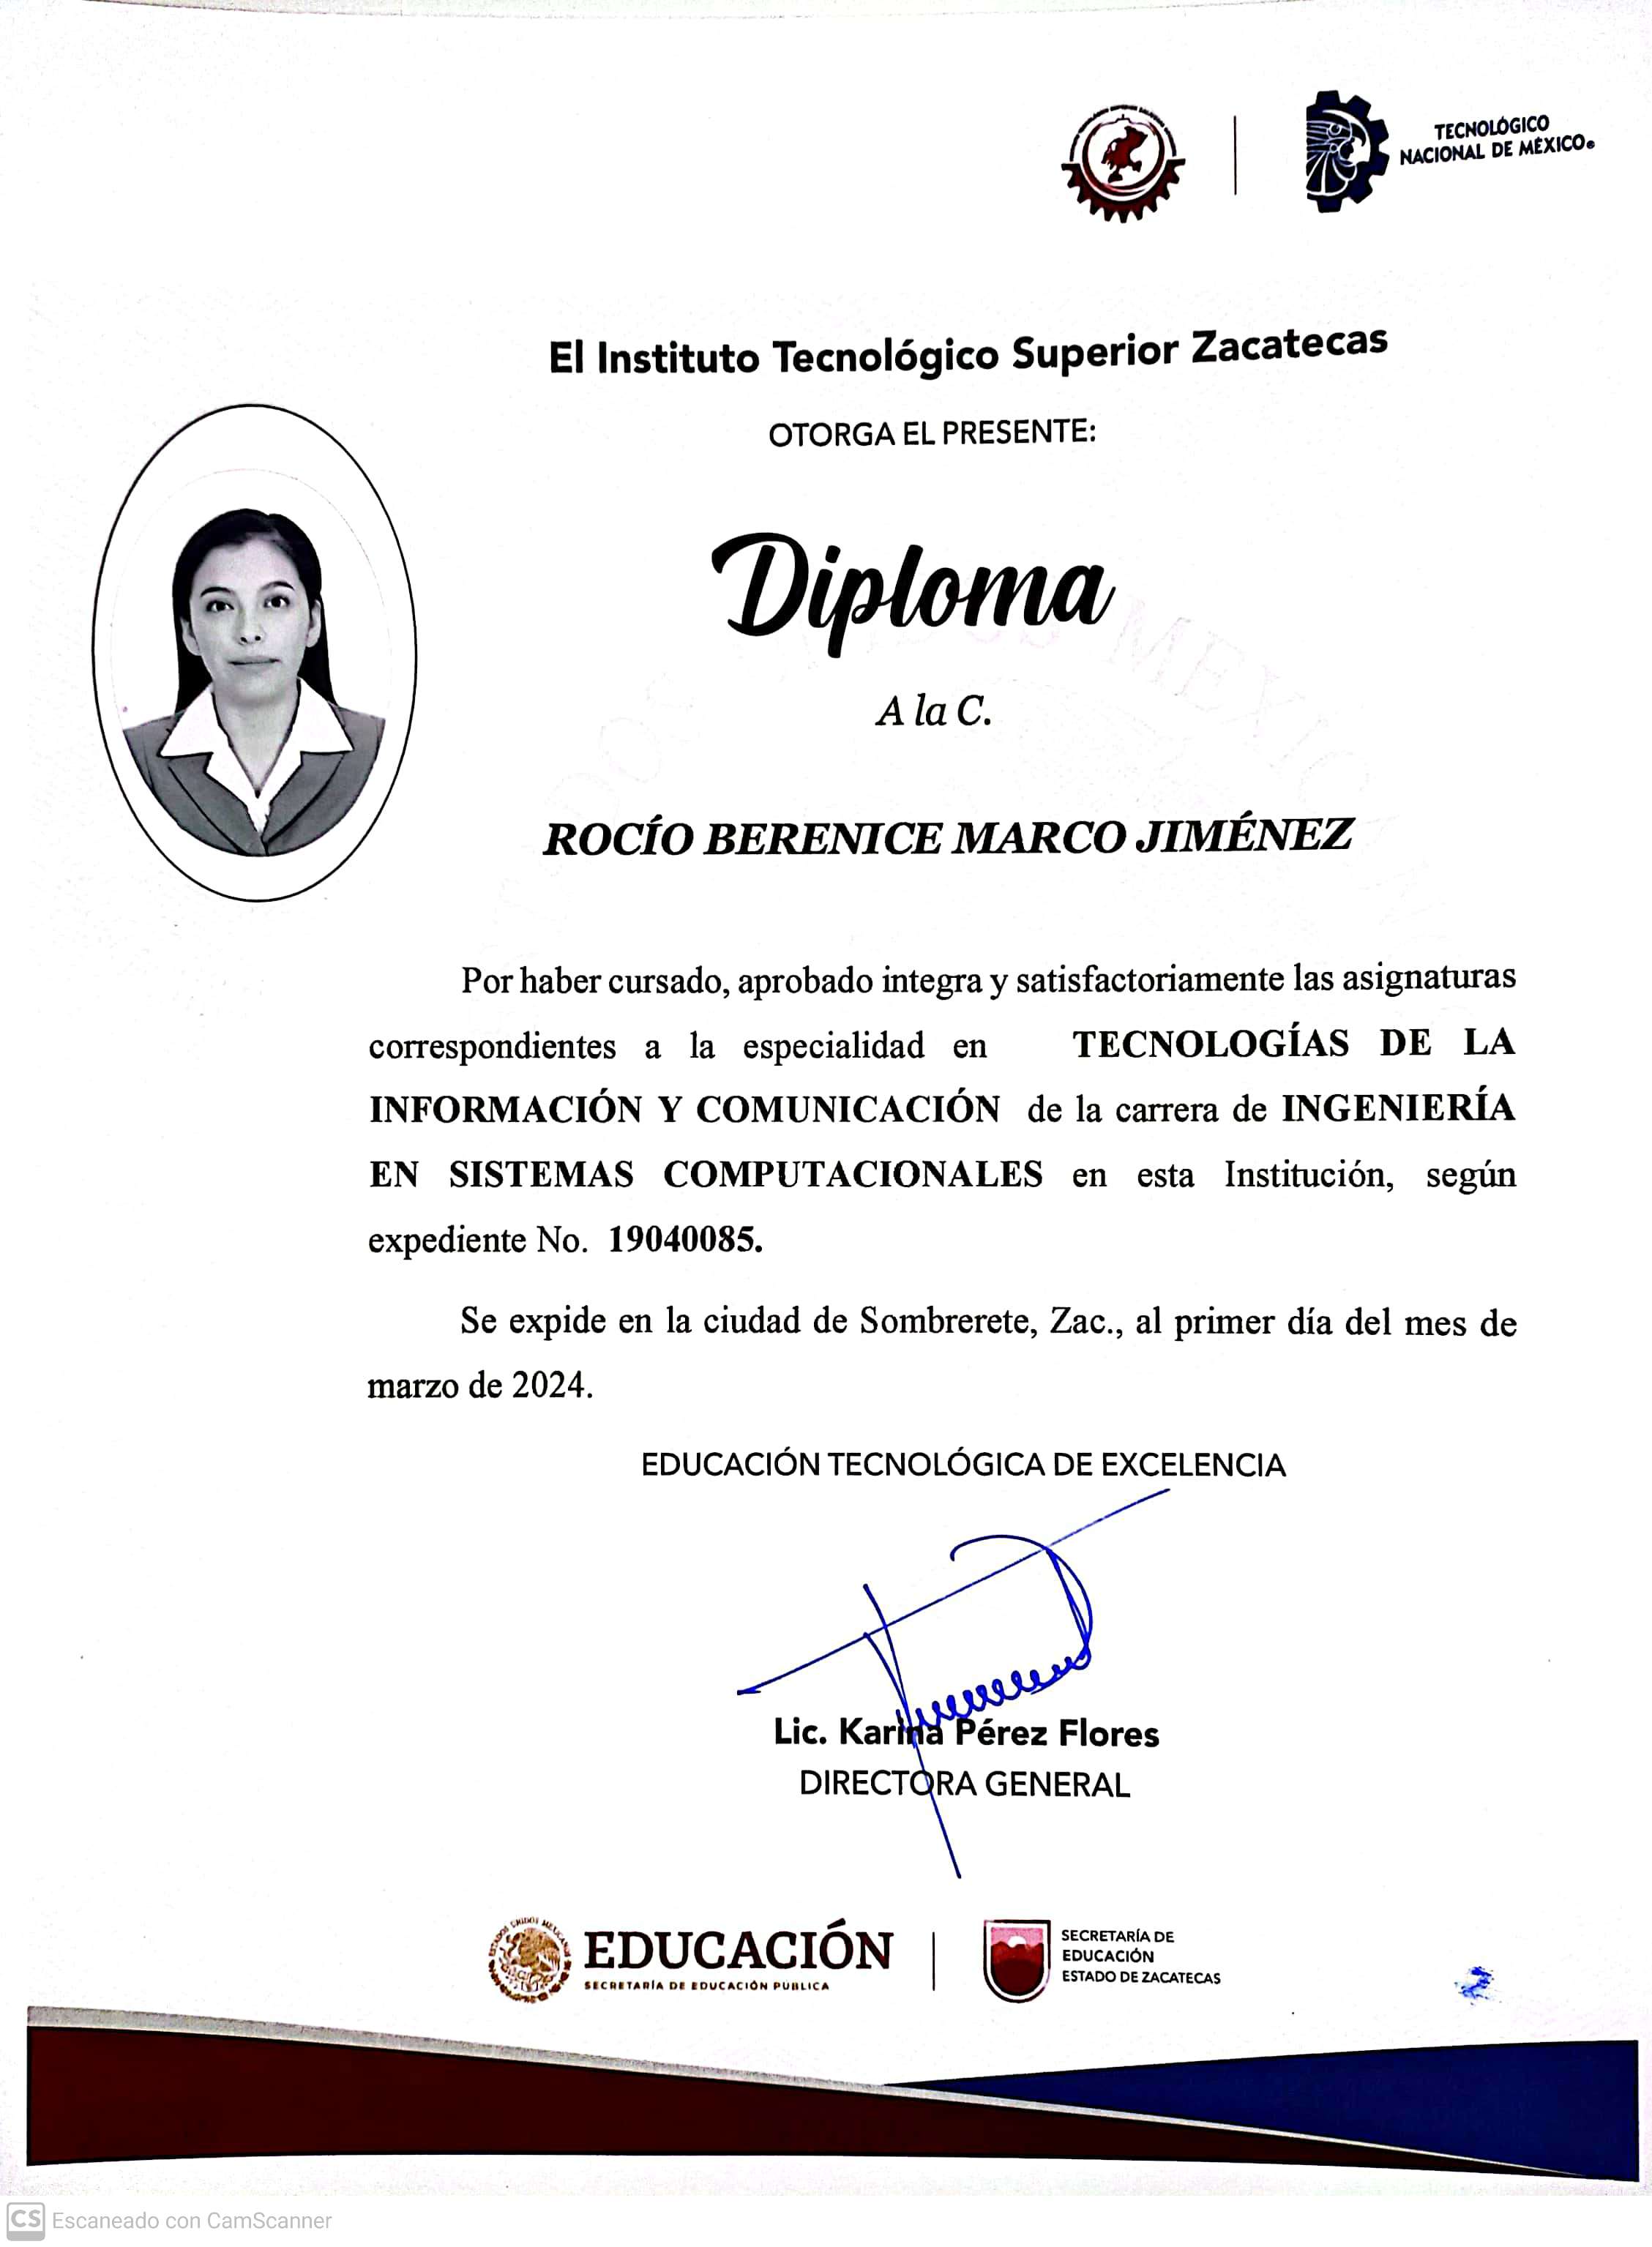 TECNOLÓGICO
NACIONAL DE MÉXICO®
El Instituto Tecnológico Superior Zacatecas
OTORGA EL PRESENTE:
Diploma
A la C.
ROCÍO BERENICE MARCO JIMÉNEZ
Por haber cursado, aprobado integra y satisfactoriamente las asignaturas
correspondientes a la especialidad en TECNOLOGÍAS DE LA
INFORMACIÓN Y COMUNICACIÓN de la carrera de INGENIERÍA
EN SISTEMAS COMPUTACIONALES en esta Institución, según
expediente No. 19040085.
Se expide en la ciudad de Sombrerete, Zac., al primer día del mes de
marzo de 2024.
EDUCACIÓN TECNOLÓGICA DE EXCELENCIA
Lic. Karina Pérez Flores
DIRECTORA GENERAL
EDUCACIÓN
SECRETARÍA DE EDUCACIÓN PÚBLICA
SECRETARÍA DE
EDUCACIÓN
ESTADO DE ZACATECAS
CS Escaneado con CamScanner